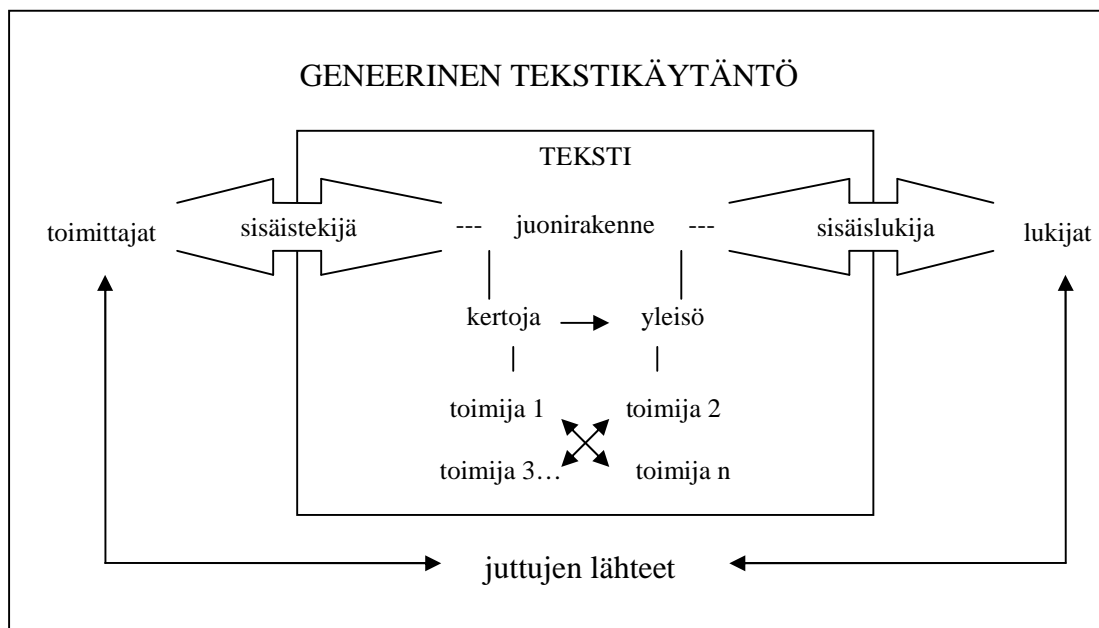 GENEERINEN TEKSTIKÄYTÄNTÖ
TEKSTI
toimittajat sisäistekijä --- juonirakenne --- sisäislukija lukijat
kertoja yleisö
toimija 1 toimija 2
toimija 3… toimija n
juttujen lähteet